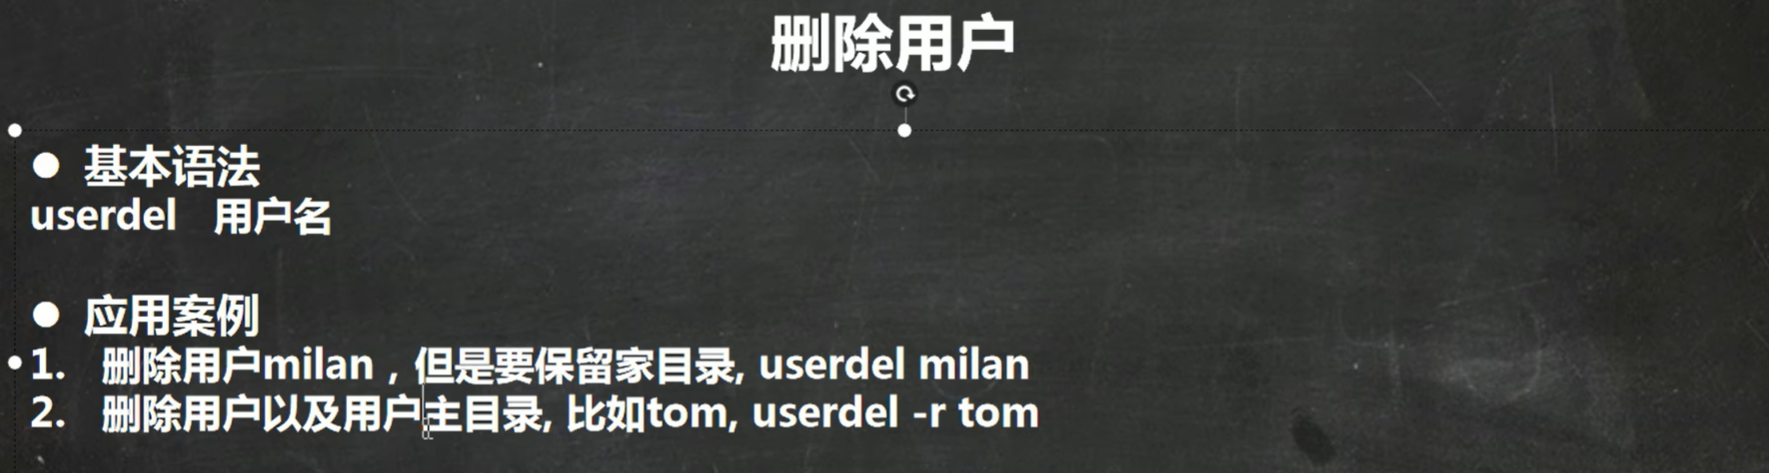 删除用户
● 基本语法
userdel 用户名
● 应用案例
1. 删除用户milan，但是要保留家目录, userdel milan
2. 删除用户以及用户主目录, 比如tom, userdel -r tom